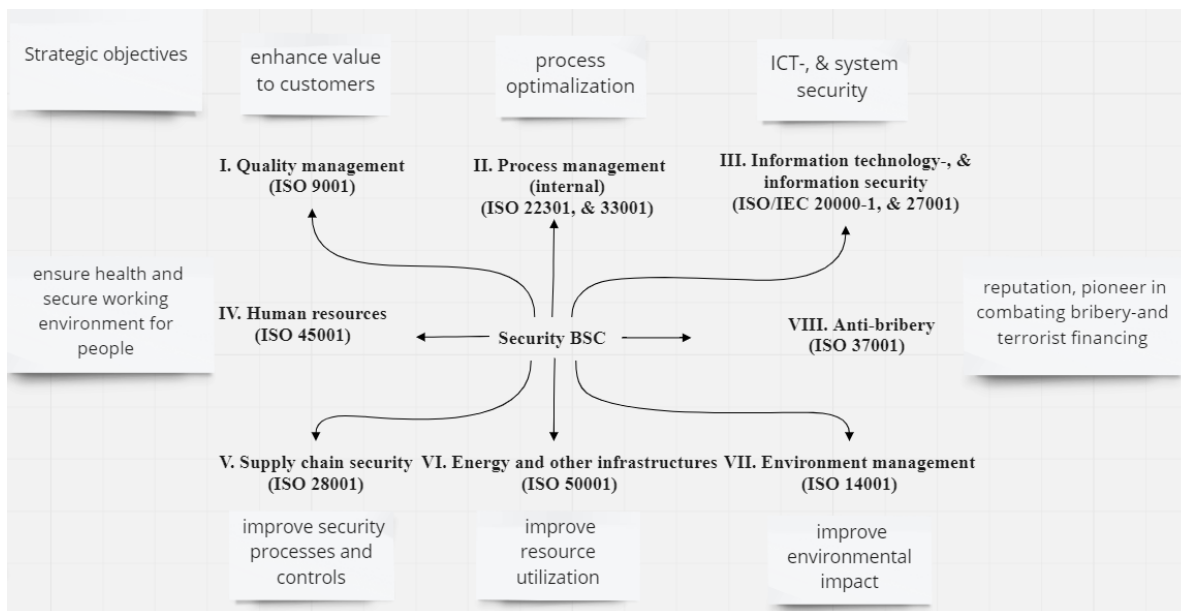 Strategic objectives
enhance value
to customers
process
optimalization
ICT-, & system
security
I. Quality management
(ISO 9001)
II. Process management
(internal)
(ISO 22301, & 33001)
III. Information technology-, &
information security
(ISO/IEC 20000-1, & 27001)
ensure health and
secure working
environment for
people
IV. Human resources
(ISO 45001)
Security BSC
VIII. Anti-bribery
(ISO 37001)
reputation, pioneer in
combating bribery-and
terrorist financing
V. Supply chain security
(ISO 28001)
VI. Energy and other infrastructures
(ISO 50001)
VII. Environment management
(ISO 14001)
improve security
processes and
controls
improve
resource
utilization
improve
environmental
impact